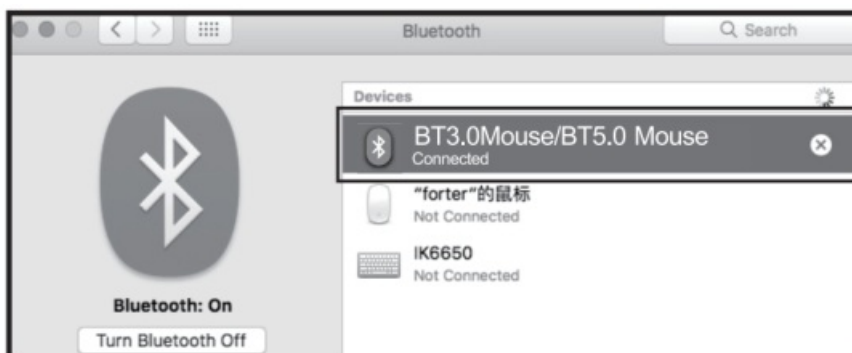 Bluetooth
Search
Devices
BT3.0Mouse/BT5.0 Mouse
Connected
"forter"的鼠标
Not Connected
IK6650
Not Connected
Bluetooth: On
Turn Bluetooth Off